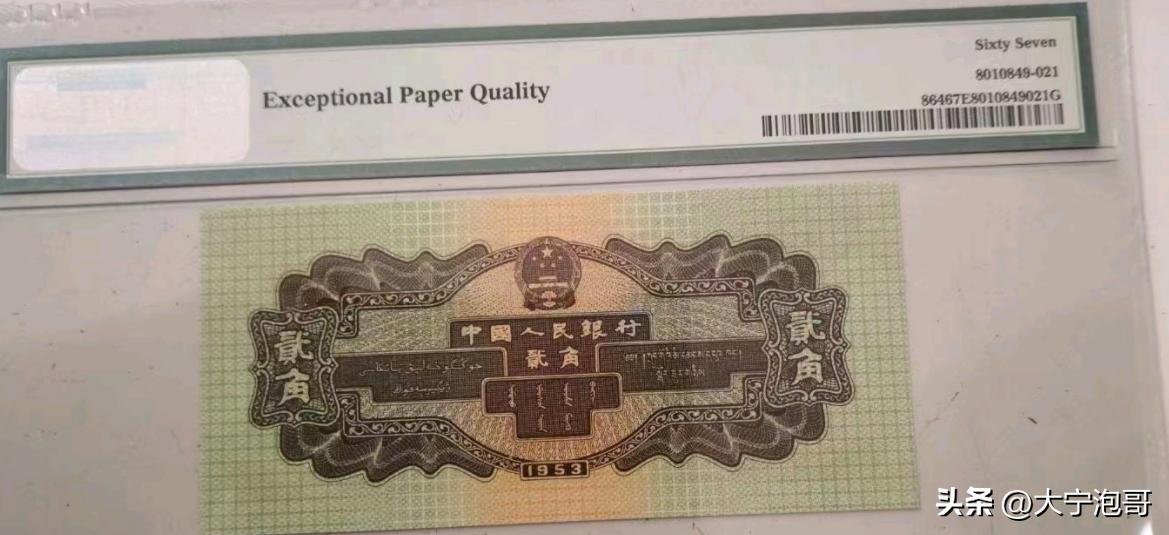 Sixty Seven
Exceptional Paper Quality
8010849-021
86467E8010849021G
中國人民銀行
貳角
貳角
貳角
1953
头条 @大宁泡哥